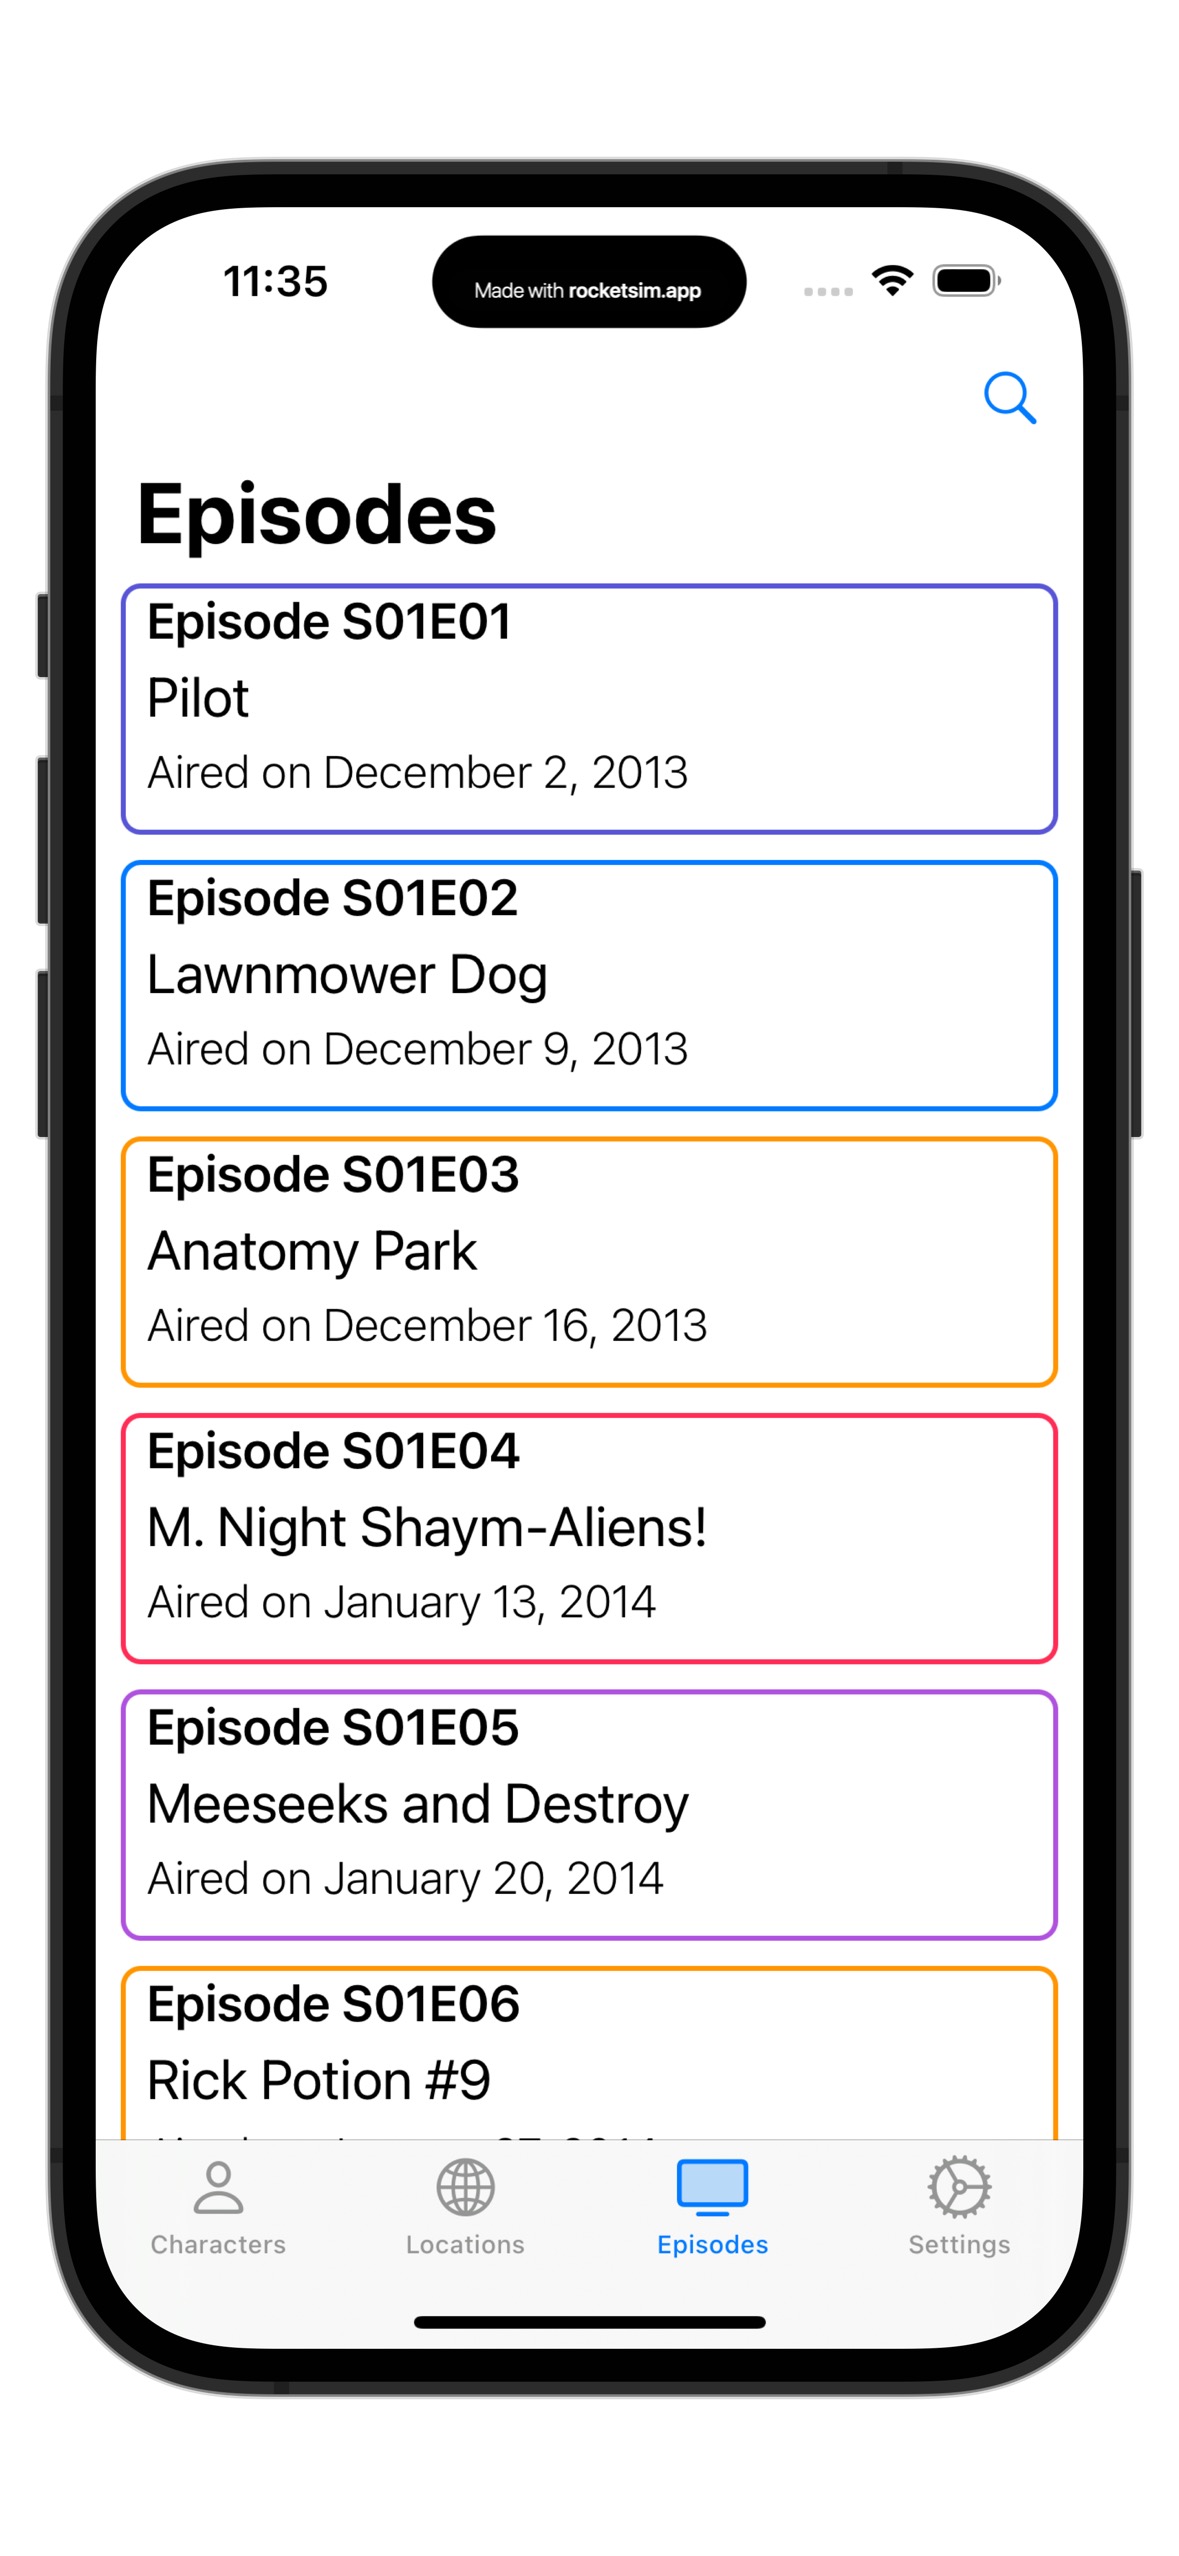 11:35
Made with rocketsim.app
Episodes
Episode S01E01
Pilot
Aired on December 2, 2013
Episode S01E02
Lawnmower Dog
Aired on December 9, 2013
Episode S01E03
Anatomy Park
Aired on December 16, 2013
Episode S01E04
M. Night Shaym-Aliens!
Aired on January 13, 2014
Episode S01E05
Meeseeks and Destroy
Aired on January 20, 2014
Episode S01E06
Rick Potion #9
Characters
Locations
Episodes
Settings